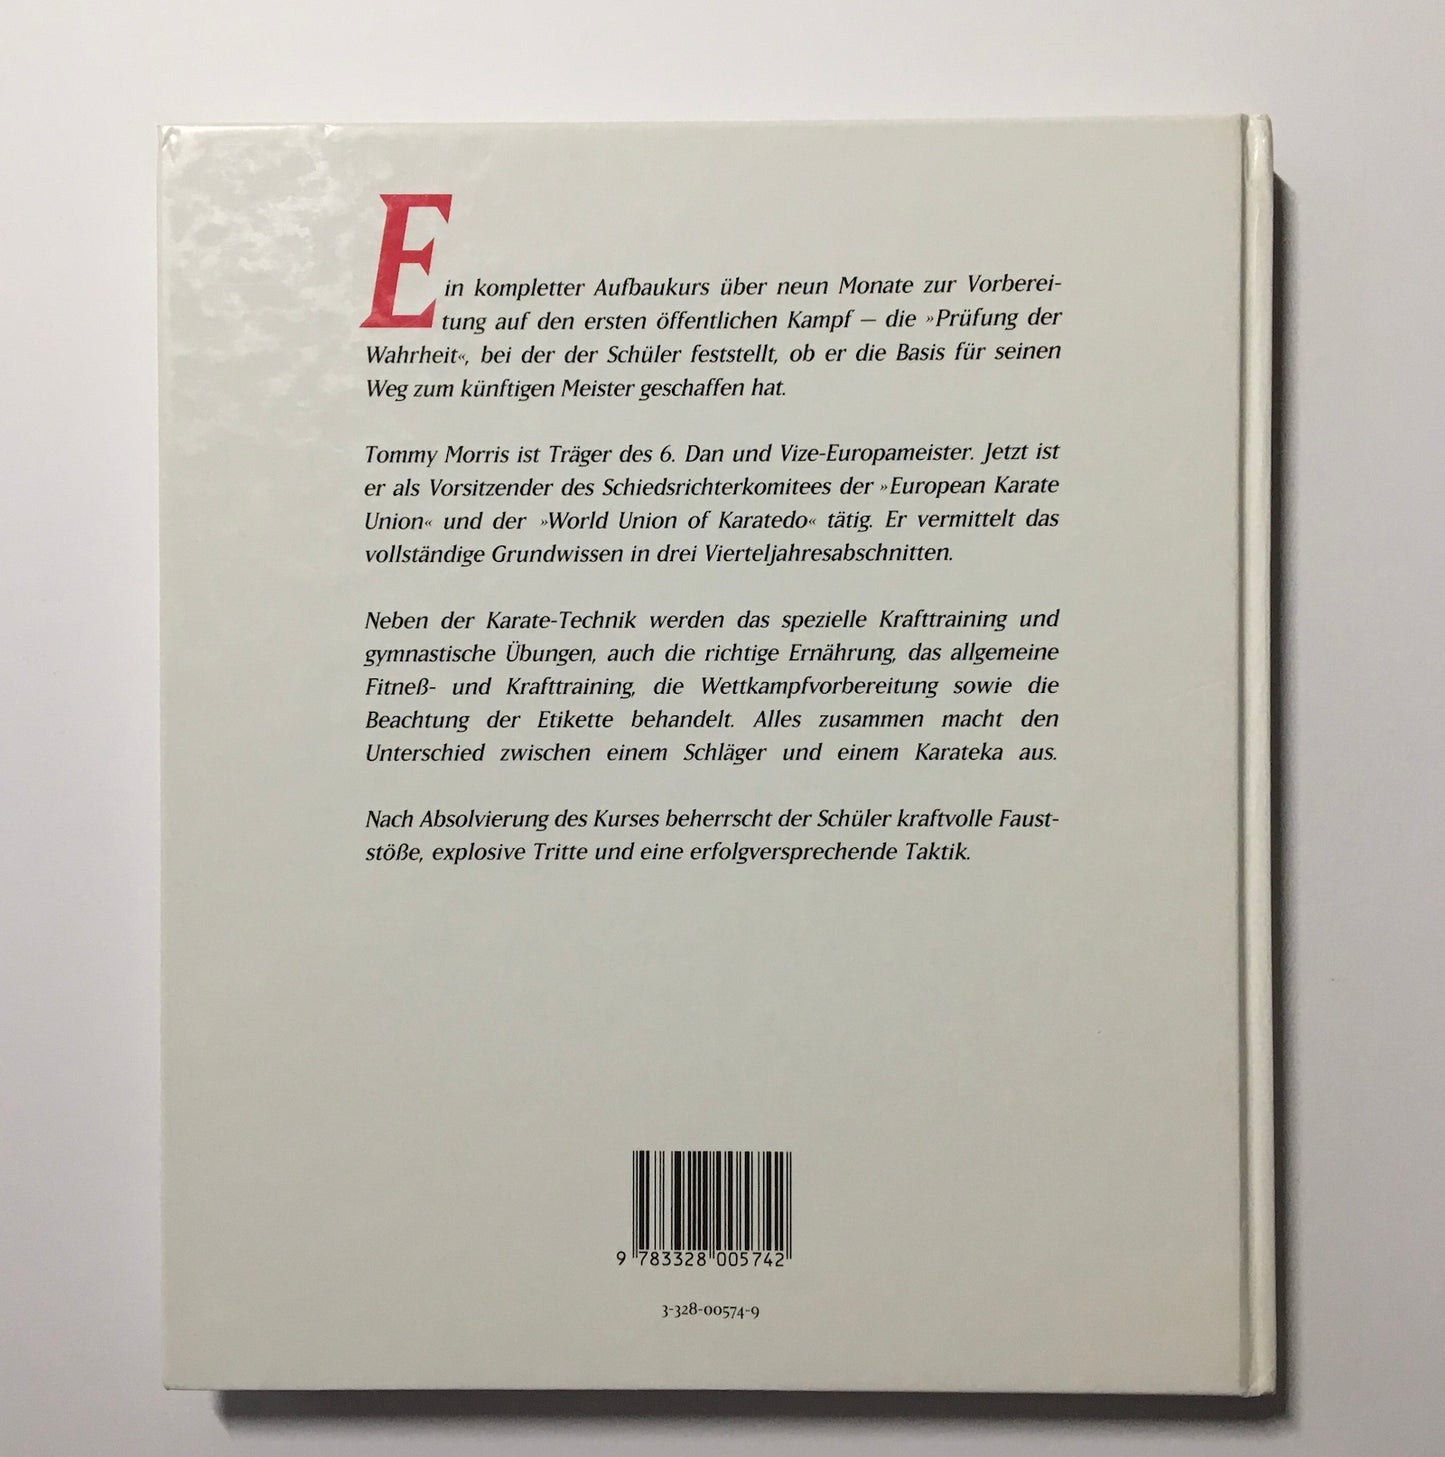 Ein kompletter Aufbaukurs über neun Monate zur Vorberei-
tung auf den ersten öffentlichen Kampf – die »Prüfung der
Wahrheit«, bei der der Schüler feststellt, ob er die Basis für seinen
Weg zum künftigen Meister geschaffen hat.
Tommy Morris ist Träger des 6. Dan und Vize-Europameister. Jetzt ist
er als Vorsitzender des Schiedsrichterkomitees der »European Karate
Union« und der »World Union of Karatedo« tätig. Er vermittelt das
vollständige Grundwissen in drei Vierteljahresabschnitten.
Neben der Karate-Technik werden das spezielle Krafttraining und
gymnastische Übungen, auch die richtige Ernährung, das allgemeine
Fitneß- und Krafttraining, die Wettkampfvorbereitung sowie die
Beachtung der Etikette behandelt. Alles zusammen macht den
Unterschied zwischen einem Schläger und einem Karateka aus.
Nach Absolvierung des Kurses beherrscht der Schüler kraftvolle Faust-
stöße, explosive Tritte und eine erfolgversprechende Taktik.
9 783328 005742
3-328-00574-9